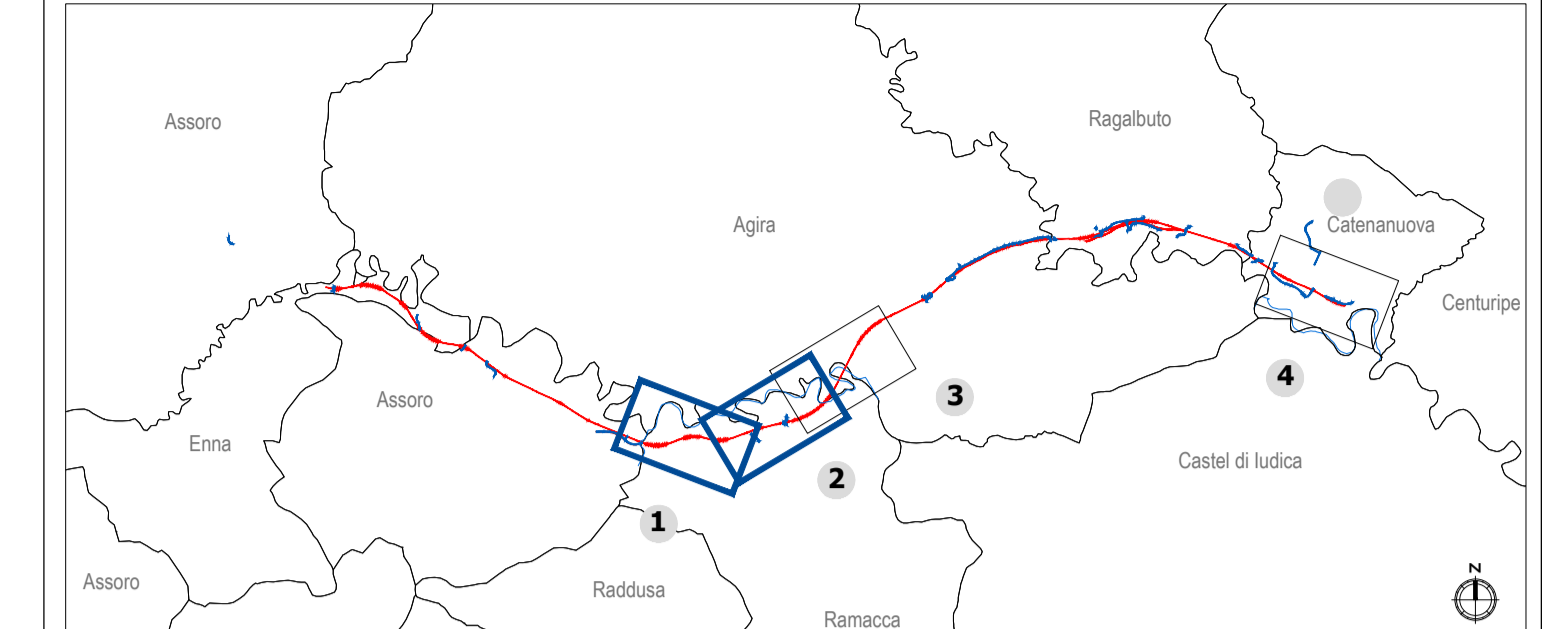 Ragalbuto
Assoro
Agira
Catenanuova
Centuripe
4
3
Assoro
Enna
Castel di Iudica
2
1
N
Assoro
Raddusa
Ramacca